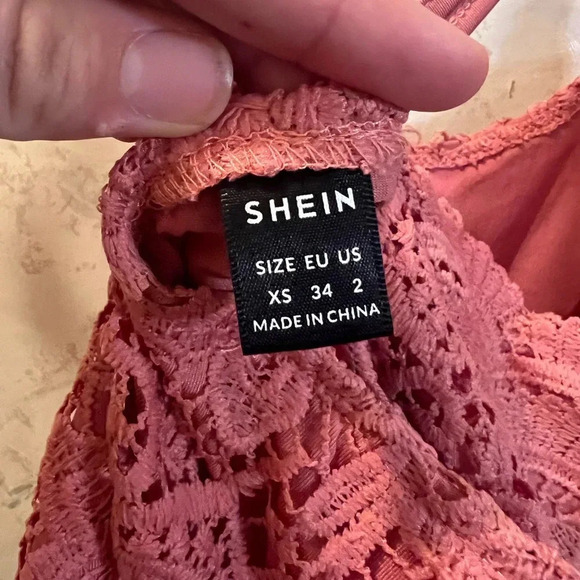 SHEIN
SIZE EU US
XS 34 2
MADE IN CHINA